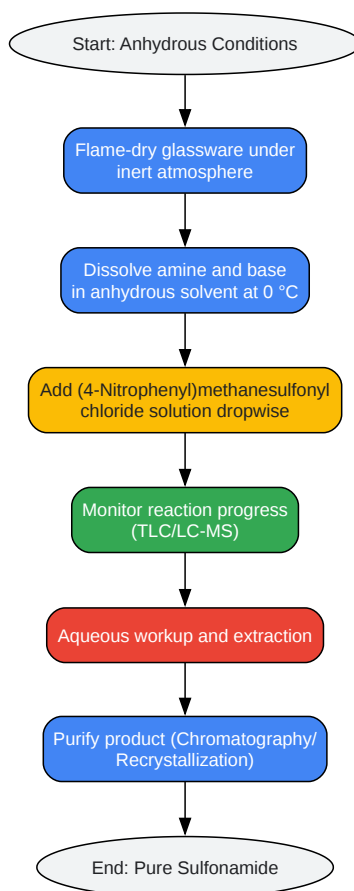 Start: Anhydrous Conditions
Flame-dry glassware under
inert atmosphere
Dissolve amine and base
in anhydrous solvent at 0 °C
Add (4-Nitrophenyl)methanesulfonyl
chloride solution dropwise
Monitor reaction progress
(TLC/LC-MS)
Aqueous workup and extraction
Purify product (Chromatography/
Recrystallization)
End: Pure Sulfonamide